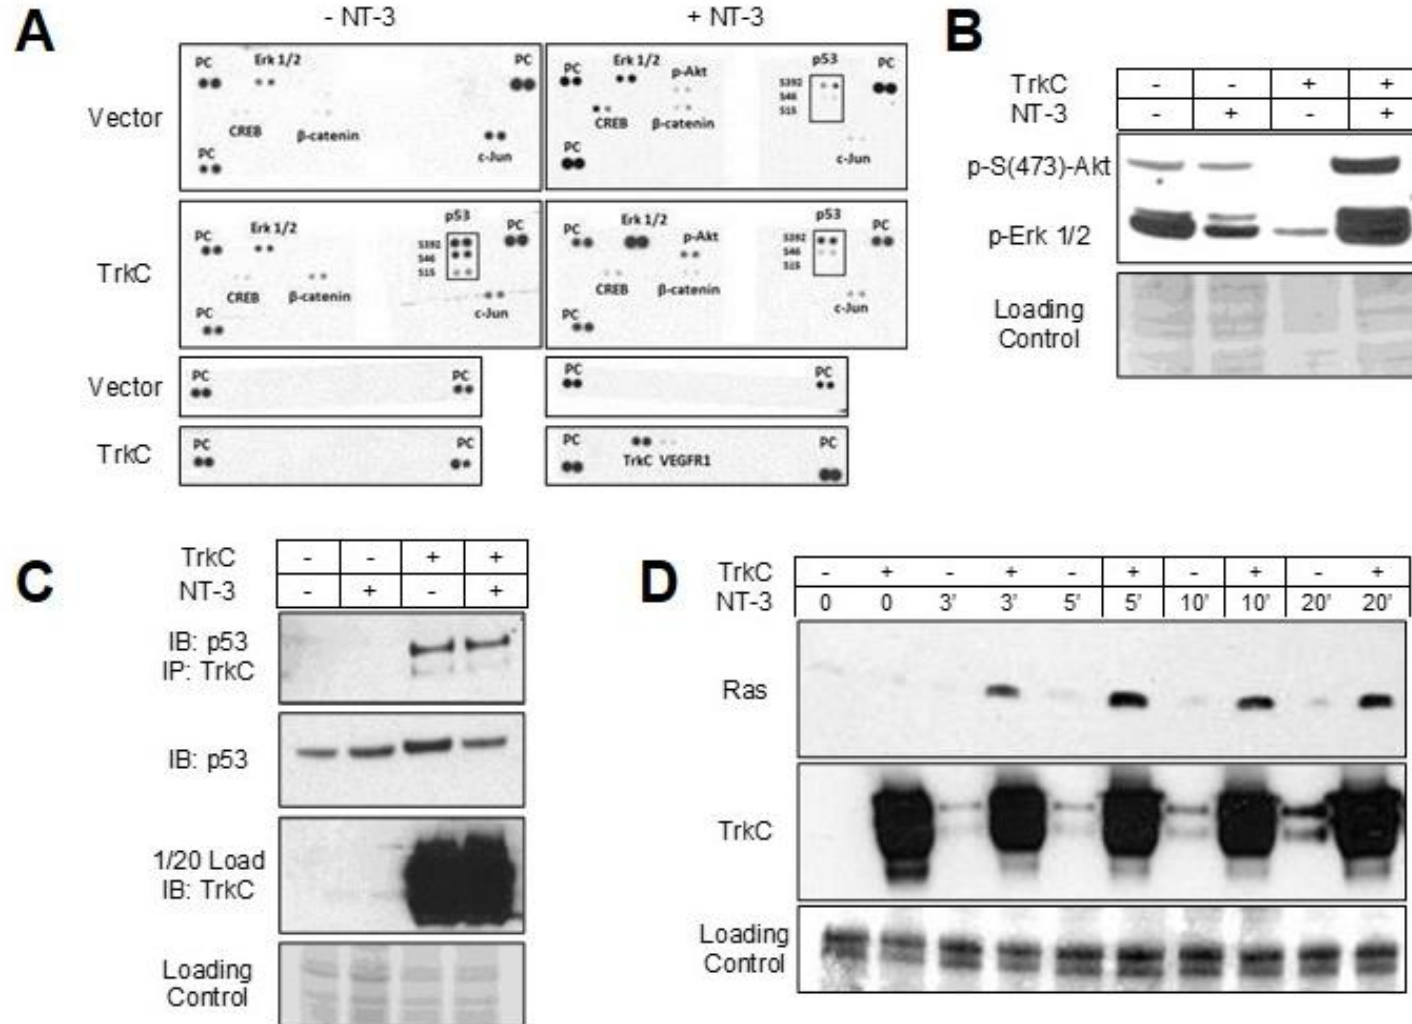 A
- NT-3
+ NT-3
Vector
PC
Erk 1/2
PC
CREB
β-catenin
c-Jun
PC
PC
Erk 1/2
p-Akt
p53
PC
S392
S46
S15
CREB
β-catenin
c-Jun
PC
TrkC
PC
Erk 1/2
p53
PC
S392
S46
S15
CREB
β-catenin
c-Jun
PC
PC
Erk 1/2
p-Akt
p53
PC
S392
S46
S15
CREB
β-catenin
c-Jun
PC
Vector
PC
PC
PC
PC
TrkC
PC
PC
PC
TrkC VEGFR1
PC
B
TrkC - - + +
NT-3 - + - +
p-S(473)-Akt
p-Erk 1/2
Loading
Control
C
TrkC - - + +
NT-3 - + - +
IB: p53
IP: TrkC
IB: p53
1/20 Load
IB: TrkC
Loading
Control
D
TrkC - + - + - + - + - +
NT-3 0 0 3' 3' 5' 5' 10' 10' 20' 20'
Ras
TrkC
Loading
Control